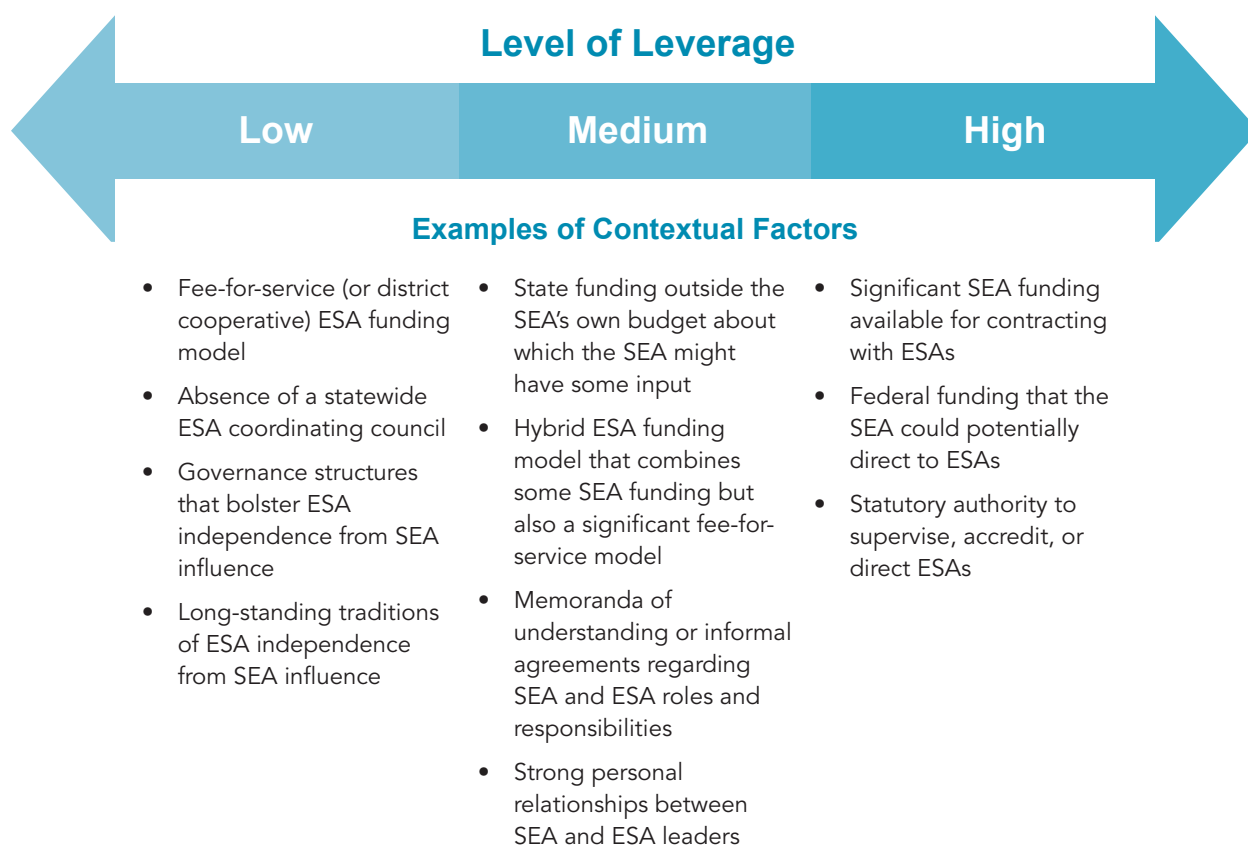 Level of Leverage
Low
Medium
High
Examples of Contextual Factors
• Fee-for-service (or district
cooperative) ESA funding
model
• Absence of a statewide
ESA coordinating council
• Governance structures
that bolster ESA
independence from SEA
influence
• Long-standing traditions
of ESA independence
from SEA influence
• State funding outside the
SEA’s own budget about
which the SEA might
have some input
• Hybrid ESA funding
model that combines
some SEA funding but
also a significant fee-for-
service model
• Memoranda of
understanding or informal
agreements regarding
SEA and ESA roles and
responsibilities
• Strong personal
relationships between
SEA and ESA leaders
• Significant SEA funding
available for contracting
with ESAs
• Federal funding that the
SEA could potentially
direct to ESAs
• Statutory authority to
supervise, accredit, or
direct ESAs